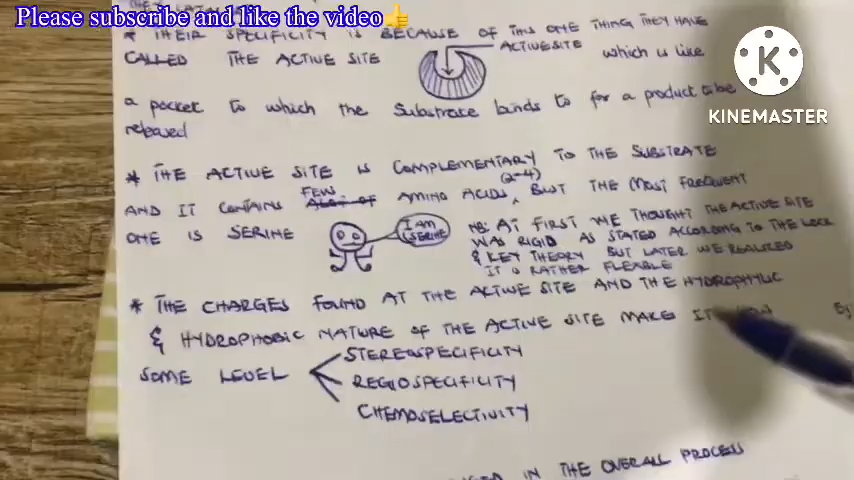 Please subscribe and like the video👍
* THEIR SPECIFICITY IS BECAUSE OF THIS ONE THING THEY HAVE
CALLED THE ACTIVE SITE
ACTIVE SITE
which is like
a pocket to which the substrate binds to for a product to be
released
* THE ACTIVE SITE IS COMPLEMENTARY TO THE SUBSTRATE
AND IT CONTAINS FEW AMINO ACIDS (2-4), BUT THE MOST FREQUENT
ONE IS SERINE
I AM SERINE
NB: AT FIRST WE THOUGHT THE ACTIVE SITE
WAS RIGID AS STATED ACCORDING TO THE LOCK
& KEY THEORY BUT LATER WE REALIZED
IT IS RATHER FLEXIBLE
* THE CHARGES FOUND AT THE ACTIVE SITE AND THE HYDROPHYLIC
& HYDROPHOBIC NATURE OF THE ACTIVE SITE MAKE IT
SOME LEVEL
STEREOSPECIFICITY
REGIOSPECIFICITY
CHEMOSELECTIVITY
IN THE OVERALL PROCESS
K
KINEMASTER